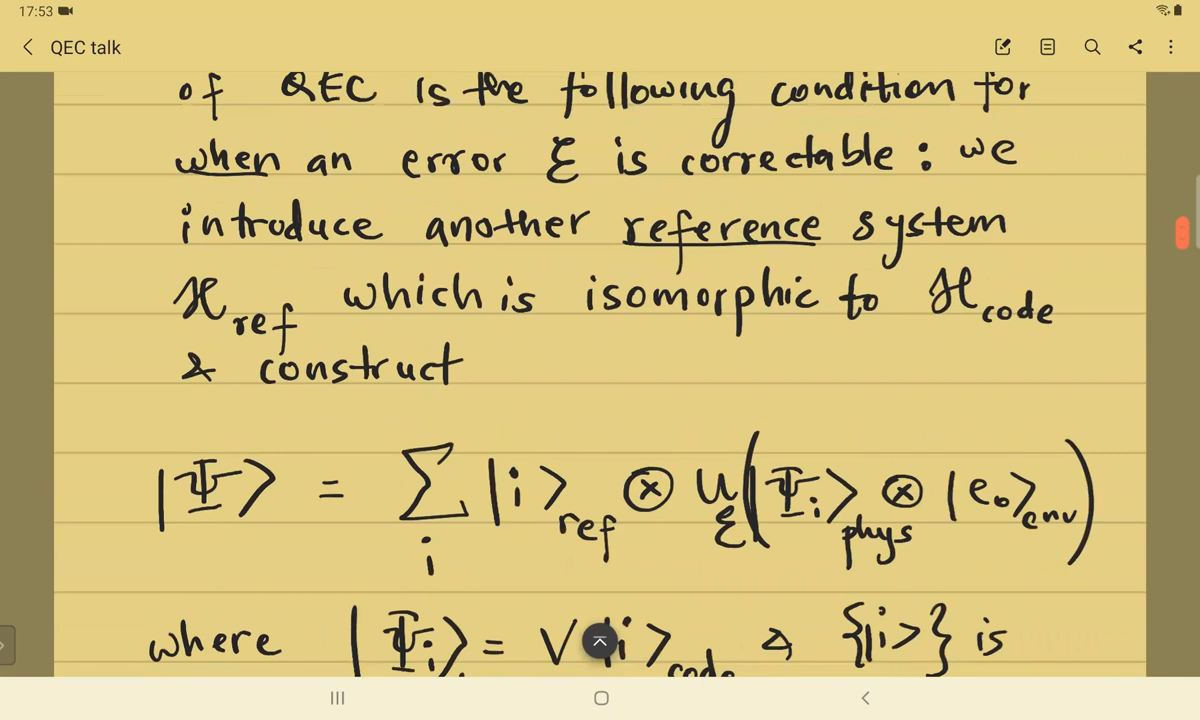 17:53
QEC talk
of QEC is the following condition for
when an error ℰ is correctable : we
introduce another reference system
ℋ_ref which is isomorphic to ℋ_code
& construct
|Ψ⟩ = Σ_i |i⟩_ref ⊗ U_ℰ(|Ψ_i⟩_phys ⊗ |e_0⟩_env)
where |Ψ_i⟩ = V|i⟩_code & {|i⟩} is